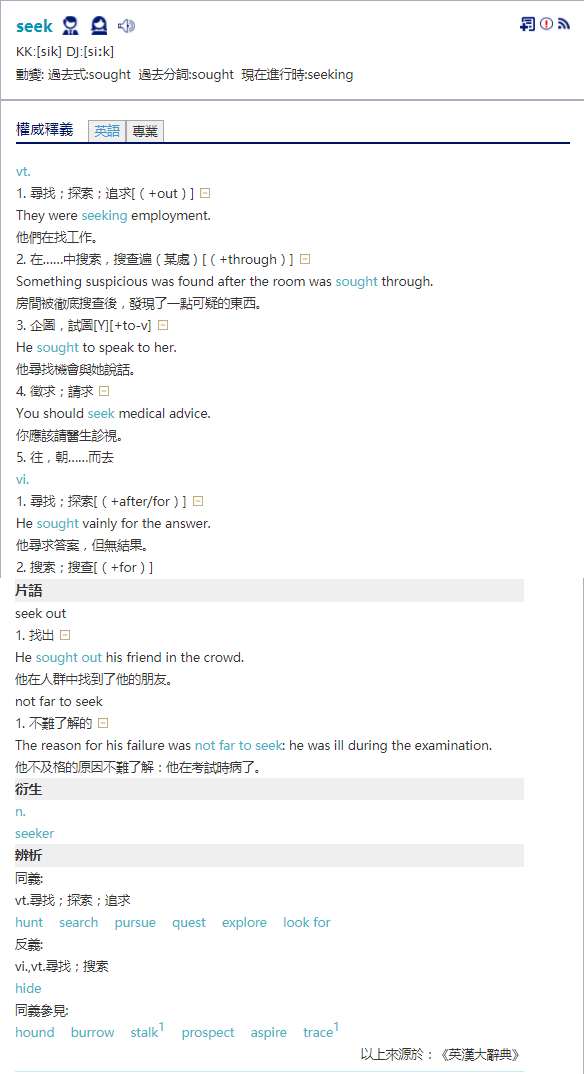 seek
KK:[sik] DJ:[siːk]
動變: 過去式:sought 過去分詞:sought 現在進行時:seeking
權威釋義 英語 專業
vt.
1. 尋找；探索；追求[（+out）]
They were seeking employment.
他們在找工作。
2. 在……中搜索，搜查遍（某處）[（+through）]
Something suspicious was found after the room was sought through.
房間被徹底搜查後，發現了一點可疑的東西。
3. 企圖，試圖[Y][+to-v]
He sought to speak to her.
他尋找機會與她說話。
4. 徵求；請求
You should seek medical advice.
你應該請醫生診視。
5. 往，朝……而去
vi.
1. 尋找；探索[（+after/for）]
He sought vainly for the answer.
他尋求答案，但無結果。
2. 搜索；搜查[（+for）]
片語
seek out
1. 找出
He sought out his friend in the crowd.
他在人群中找到了他的朋友。
not far to seek
1. 不難了解的
The reason for his failure was not far to seek: he was ill during the examination.
他不及格的原因不難了解：他在考試時病了。
衍生
n.
seeker
辨析
同義:
vt.尋找；探索；追求
hunt search pursue quest explore look for
反義:
vi.,vt.尋找；搜索
hide
同義參見:
hound burrow stalk1 prospect aspire trace1
以上來源於：《英漢大辭典》